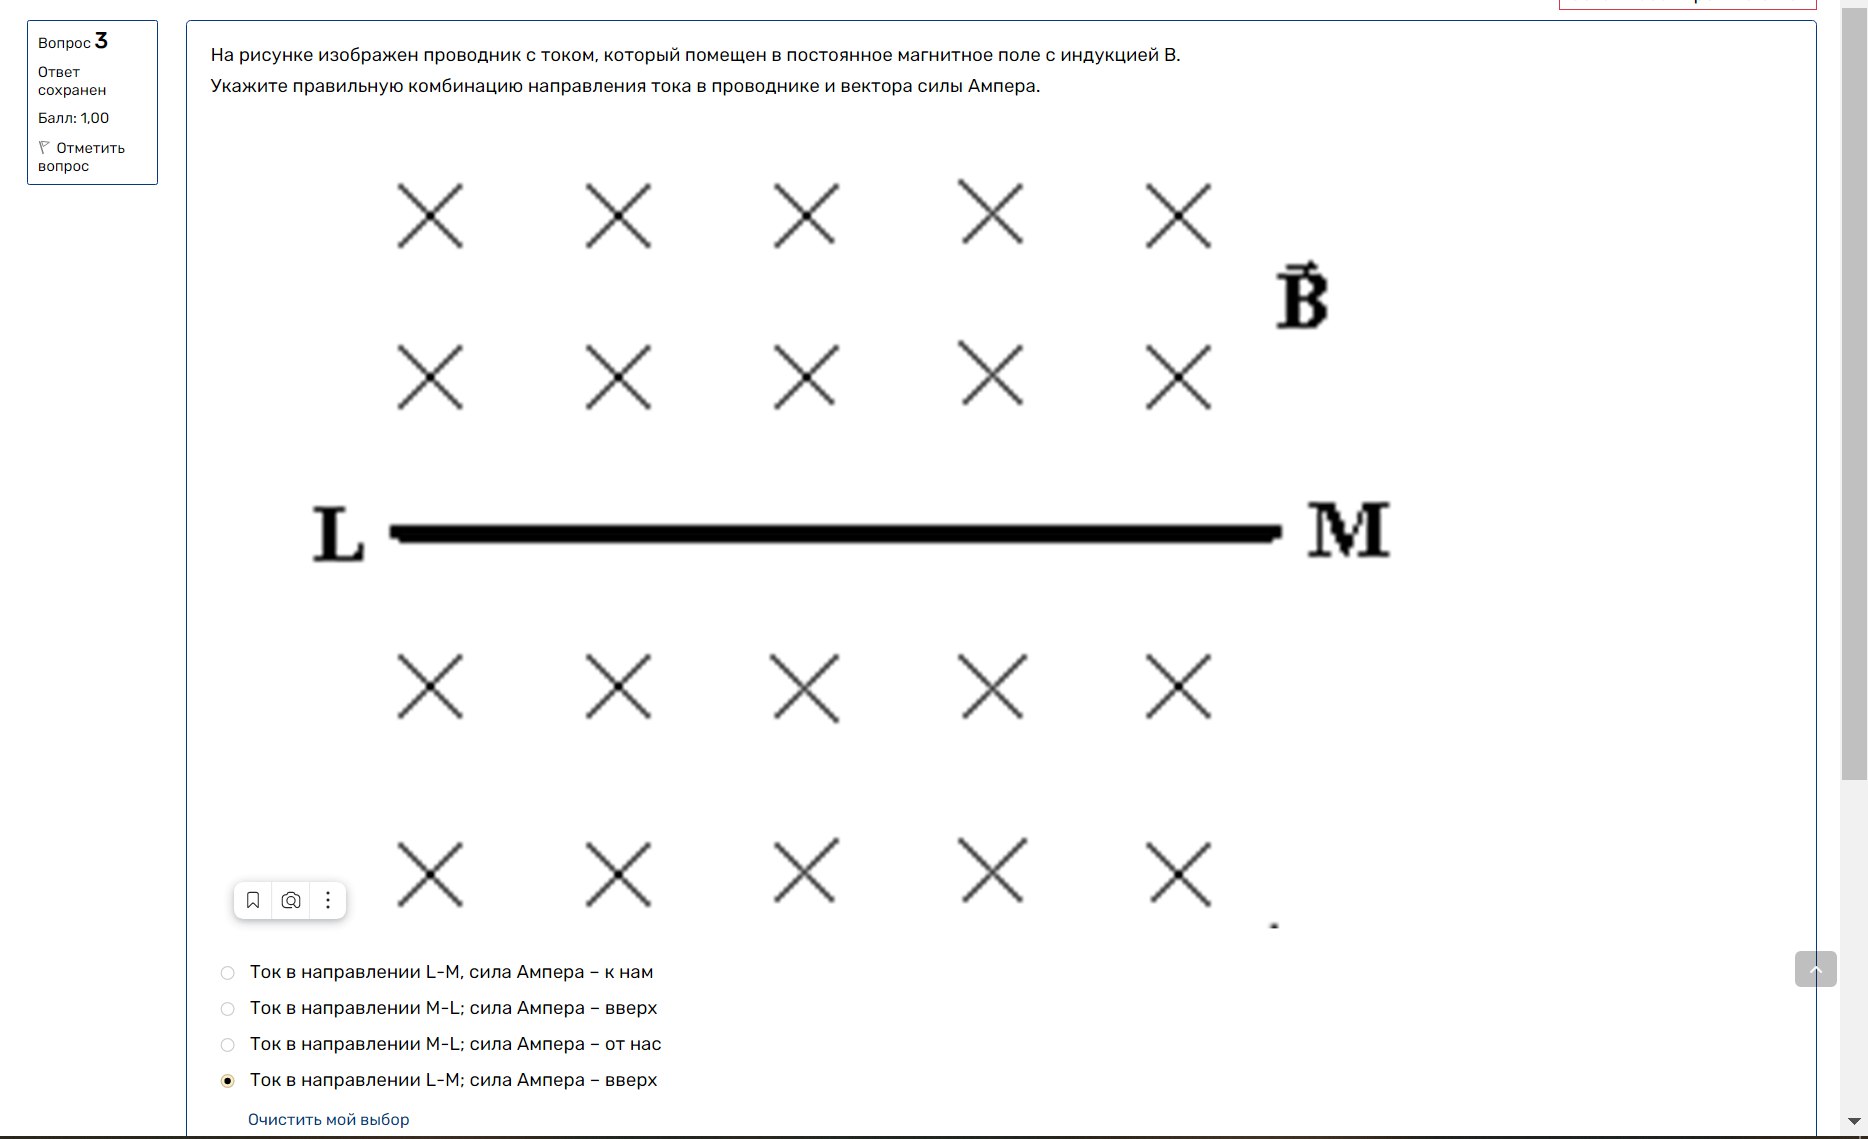 Вопрос 3
Ответ
сохранен
Балл: 1,00
Отметить
вопрос
На рисунке изображен проводник с током, который помещен в постоянное магнитное поле с индукцией В.
Укажите правильную комбинацию направления тока в проводнике и вектора силы Ампера.
B
L
M
Ток в направлении L-M, сила Ампера – к нам
Ток в направлении M-L; сила Ампера – вверх
Ток в направлении M-L; сила Ампера – от нас
Ток в направлении L-M; сила Ампера – вверх
Очистить мой выбор